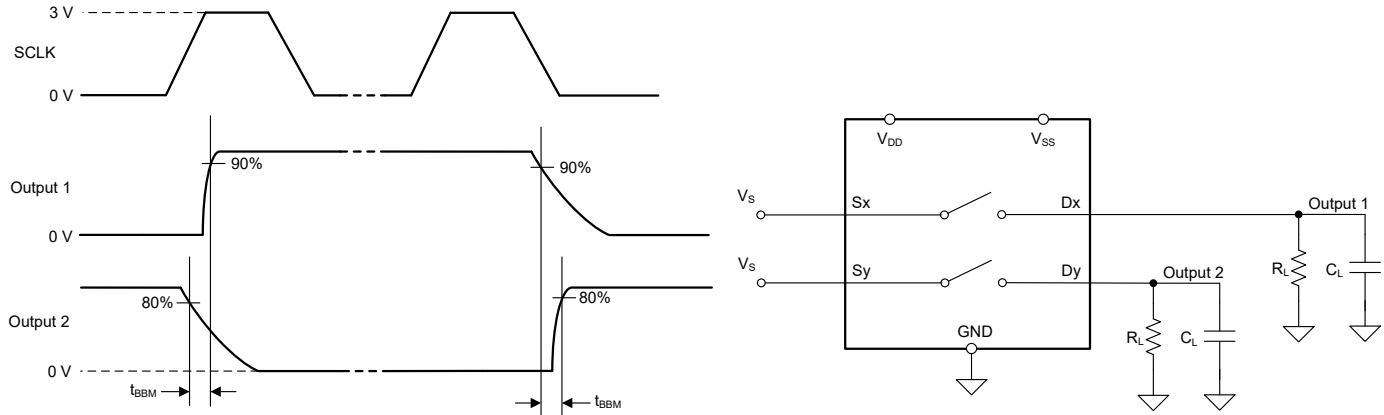 3 V
SCLK
0 V
90%
90%
Output 1
0 V
80%
80%
Output 2
0 V
tBBM
tBBM
VDD
VSS
VS
Sx
Dx
Output 1
VS
Sy
Dy
Output 2
RL
CL
GND
RL
CL